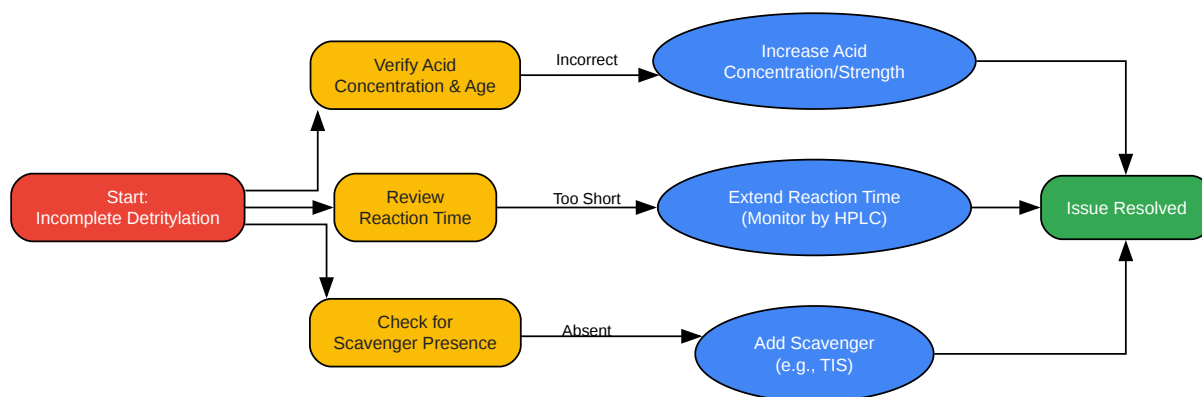 Verify Acid
Concentration & Age
Incorrect
Increase Acid
Concentration/Strength
Start:
Incomplete Detritylation
Review
Reaction Time
Too Short
Extend Reaction Time
(Monitor by HPLC)
Issue Resolved
Check for
Scavenger Presence
Absent
Add Scavenger
(e.g., TIS)